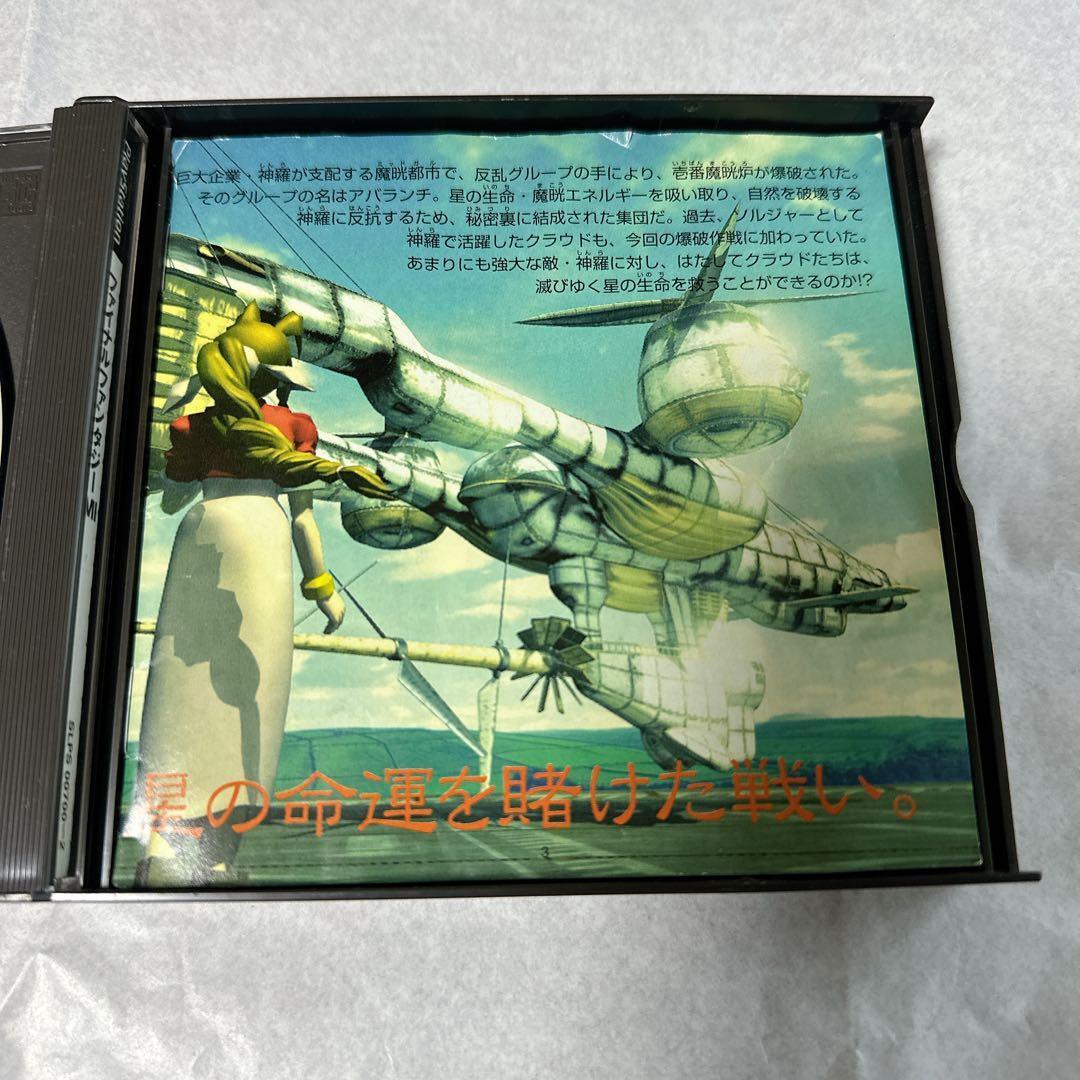 巨大企業・神羅が支配する魔晄都市で、反乱グループの手により、壱番魔晄炉が爆破された。
そのグループの名はアバランチ。星の生命・魔晄エネルギーを吸い取り、自然を破壊する
神羅に反抗するため、秘密裏に結成された集団だ。過去、ソルジャーとして
神羅で活躍したクラウドも、今回の爆破作戦に加わっていた。
あまりにも強大な敵・神羅に対し、はたしてクラウドたちは、
滅びゆく星の生命を救うことができるのか!?
星の命運を賭けた戦い。
3
PlayStation
ファイナルファンタジーVII
SLPS 00700~2